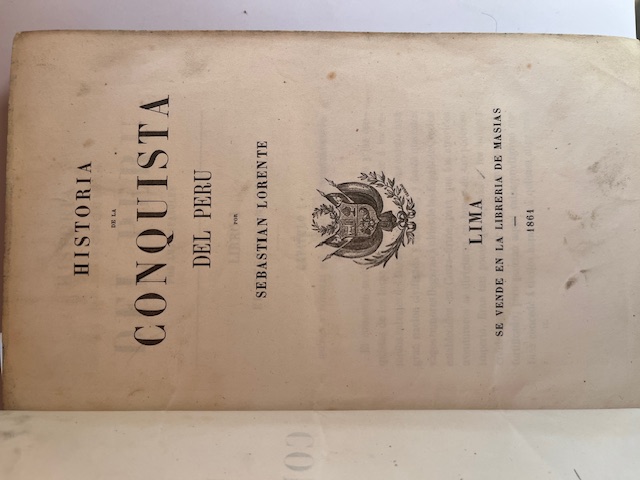 HISTORIA
DE LA
CONQUISTA
DEL PERU
POR
SEBASTIAN LORENTE
LIMA
SE VENDE EN LA LIBRERIA DE MASIAS
1861